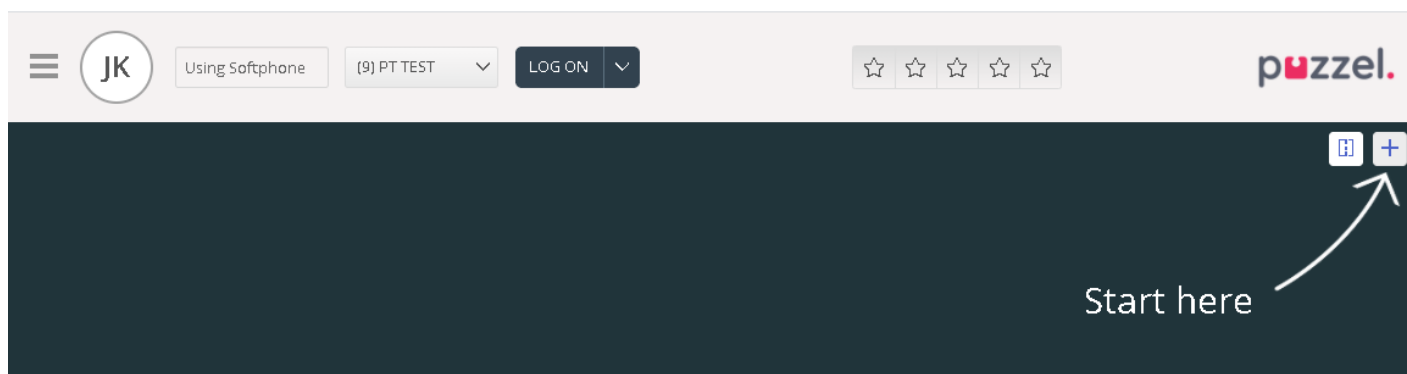 JK
Using Softphone
(9) PT TEST
LOG ON
puzzel.
Start here